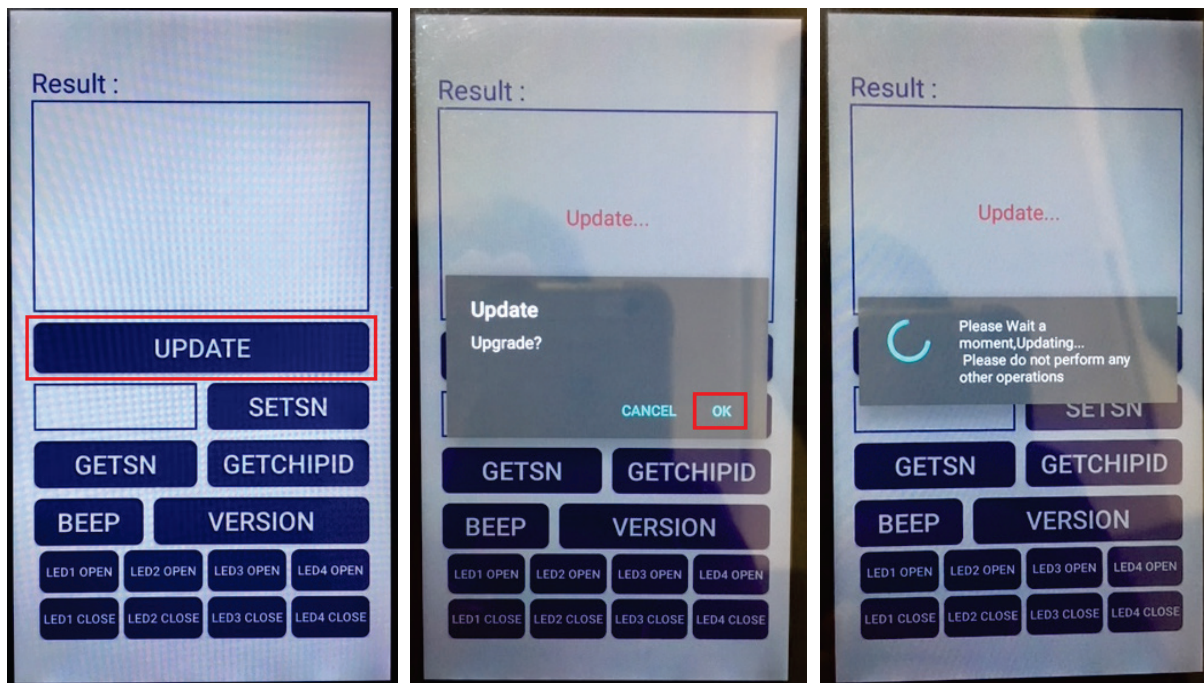 Result :
UPDATE
SETSN
GETSN GETCHIPID
BEEP VERSION
LED1 OPEN LED2 OPEN LED3 OPEN LED4 OPEN
LED1 CLOSE LED2 CLOSE LED3 CLOSE LED4 CLOSE
Result :
Update...
Update
Upgrade?
CANCEL OK
GETSN GETCHIPID
BEEP VERSION
LED1 OPEN LED2 OPEN LED3 OPEN LED4 OPEN
LED1 CLOSE LED2 CLOSE LED3 CLOSE LED4 CLOSE
Result :
Update...
Please Wait a
moment,Updating...
Please do not perform any
other operations
SETSN
GETSN GETCHIPID
BEEP VERSION
LED1 OPEN LED2 OPEN LED3 OPEN LED4 OPEN
LED1 CLOSE LED2 CLOSE LED3 CLOSE LED4 CLOSE